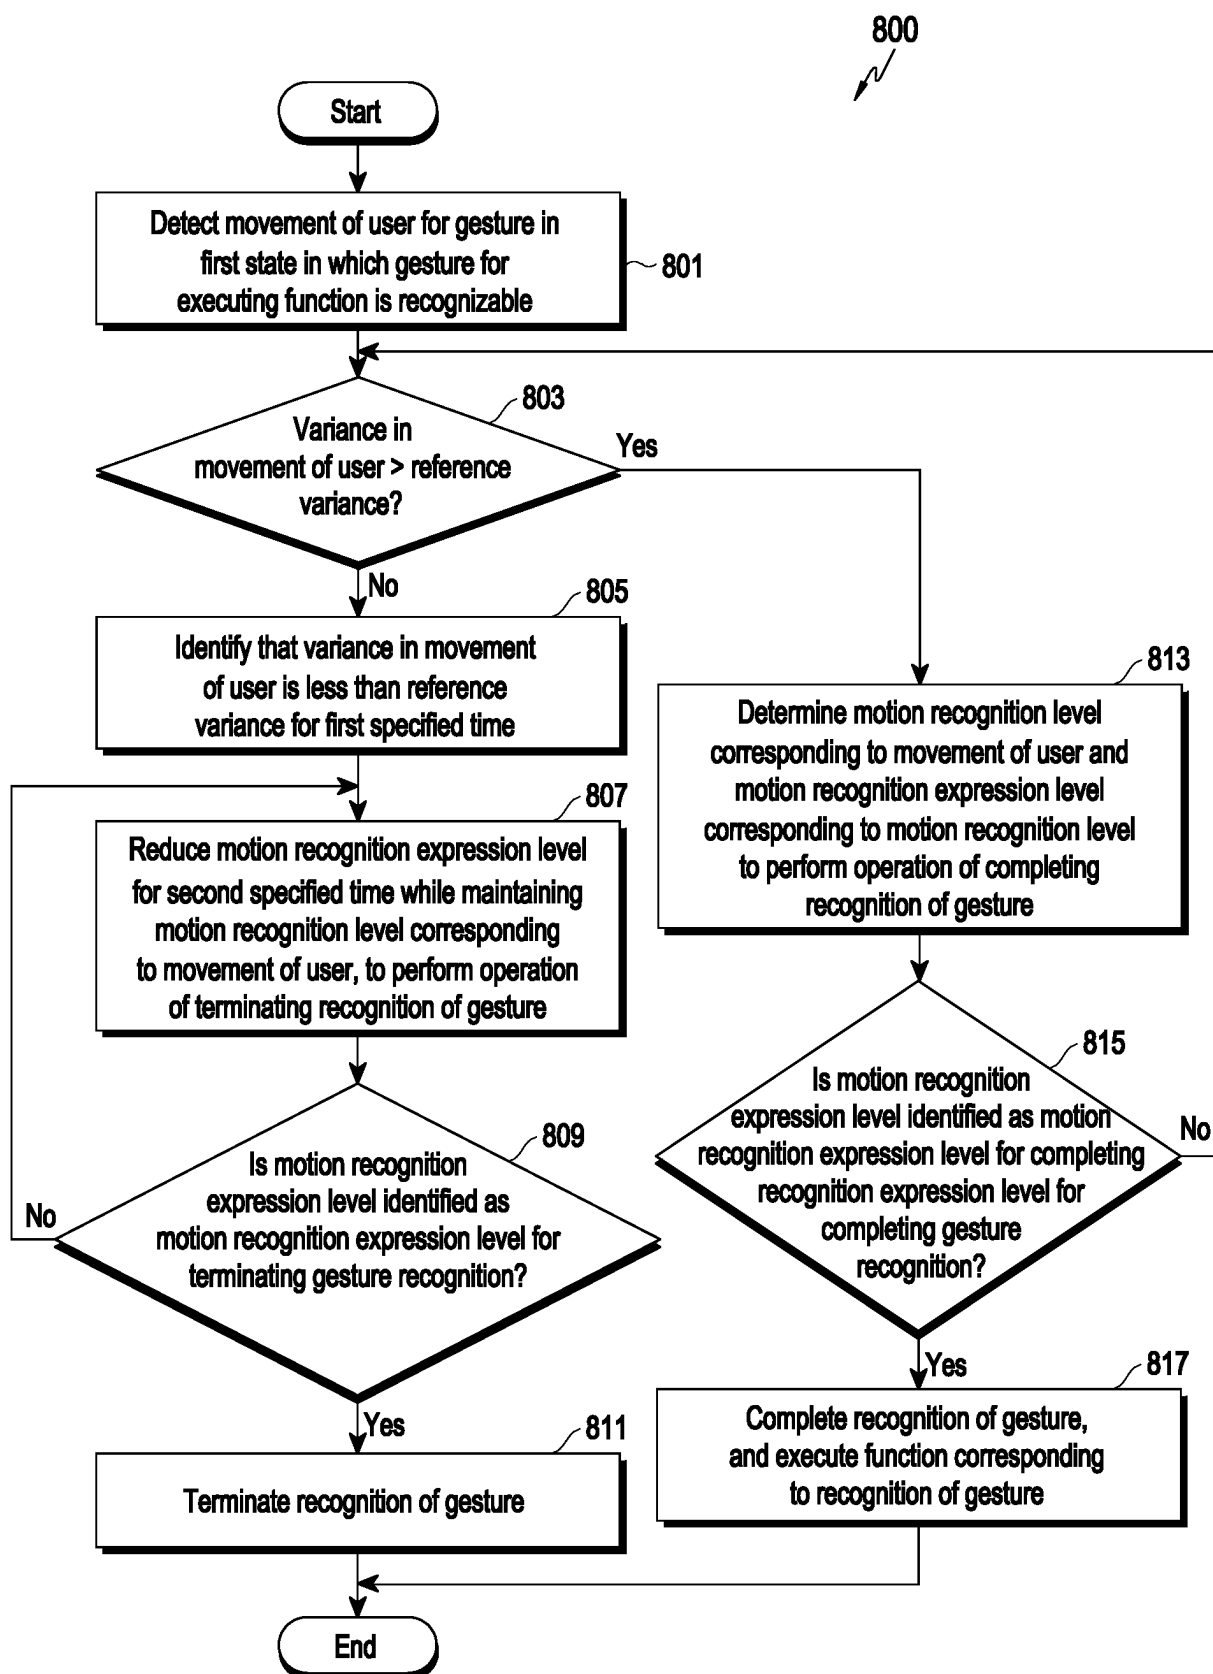 800
Start
Detect movement of user for gesture in
first state in which gesture for
executing function is recognizable
801
803
Variance in
movement of user > reference
variance?
Yes
No
805
Identify that variance in movement
of user is less than reference
variance for first specified time
807
Reduce motion recognition expression level
for second specified time while maintaining
motion recognition level corresponding
to movement of user, to perform operation
of terminating recognition of gesture
809
Is motion recognition
expression level identified as
motion recognition expression level for
terminating gesture recognition?
No
Yes
811
Terminate recognition of gesture
813
Determine motion recognition level
corresponding to movement of user and
motion recognition expression level
corresponding to motion recognition level
to perform operation of completing
recognition of gesture
815
Is motion recognition
expression level identified as motion
recognition expression level for completing
recognition expression level for
completing gesture
recognition?
No
Yes
817
Complete recognition of gesture,
and execute function corresponding
to recognition of gesture
End